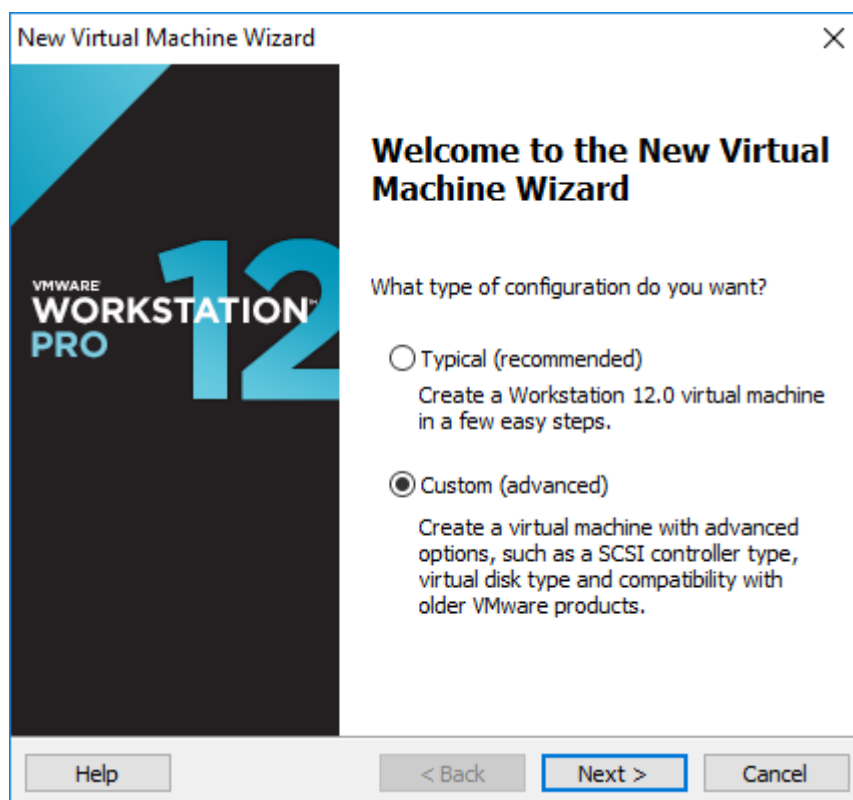 New Virtual Machine Wizard
VMWARE
WORKSTATION™
PRO
12
Welcome to the New Virtual
Machine Wizard
What type of configuration do you want?
Typical (recommended)
Create a Workstation 12.0 virtual machine
in a few easy steps.
Custom (advanced)
Create a virtual machine with advanced
options, such as a SCSI controller type,
virtual disk type and compatibility with
older VMware products.
Help
< Back
Next >
Cancel